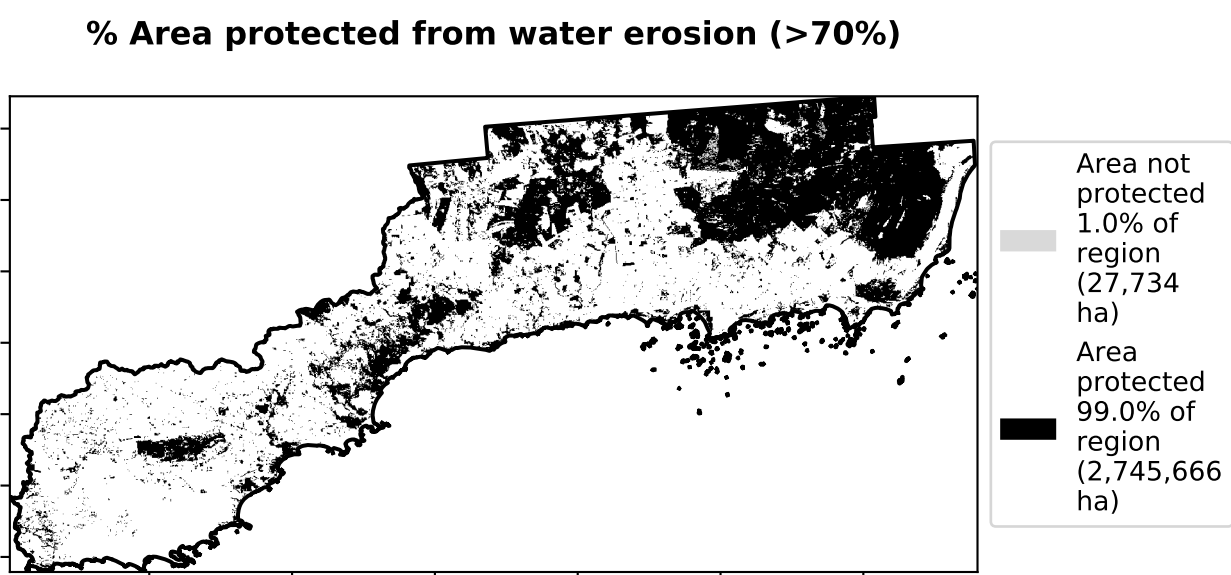 % Area protected from water erosion (>70%)
Area not
protected
1.0% of
region
(27,734
ha)
Area
protected
99.0% of
region
(2,745,666
ha)